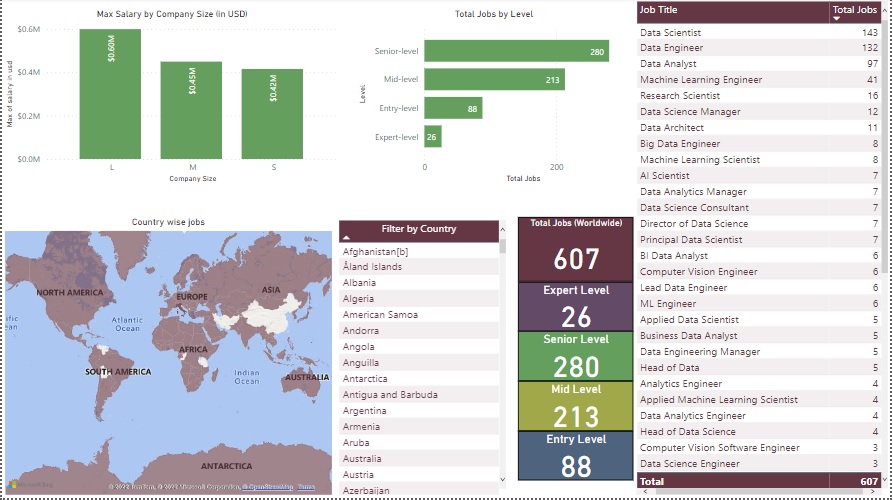 Max Salary by Company Size (in USD)
Max of salary in usd
$0.6M
$0.4M
$0.2M
$0.0M
$0.60M
$0.45M
$0.42M
L M S
Company Size
Total Jobs by Level
Level
Senior-level 280
Mid-level 213
Entry-level 88
Expert-level 26
0 200
Total Jobs
Country wise jobs
NORTH AMERICA
EUROPE
ASIA
Atlantic
Ocean
AFRICA
Indian
Ocean
SOUTH AMERICA
AUSTRALIA
ANTARCTICA
© OpenStreetMap Terms
Filter by Country
Afghanistan[b]
Åland Islands
Albania
Algeria
American Samoa
Andorra
Angola
Anguilla
Antarctica
Antigua and Barbuda
Argentina
Armenia
Aruba
Australia
Austria
Azerbaijan
Total Jobs (Worldwide)
607
Expert Level
26
Senior Level
280
Mid Level
213
Entry Level
88
Job Title Total Jobs
Data Scientist 143
Data Engineer 132
Data Analyst 97
Machine Learning Engineer 41
Research Scientist 16
Data Science Manager 12
Data Architect 11
Big Data Engineer 8
Machine Learning Scientist 8
AI Scientist 7
Data Analytics Manager 7
Data Science Consultant 7
Director of Data Science 7
Principal Data Scientist 7
BI Data Analyst 6
Computer Vision Engineer 6
Lead Data Engineer 6
ML Engineer 6
Applied Data Scientist 5
Business Data Analyst 5
Data Engineering Manager 5
Head of Data 5
Analytics Engineer 4
Applied Machine Learning Scientist 4
Data Analytics Engineer 4
Head of Data Science 4
Computer Vision Software Engineer 3
Data Science Engineer 3
Total 607